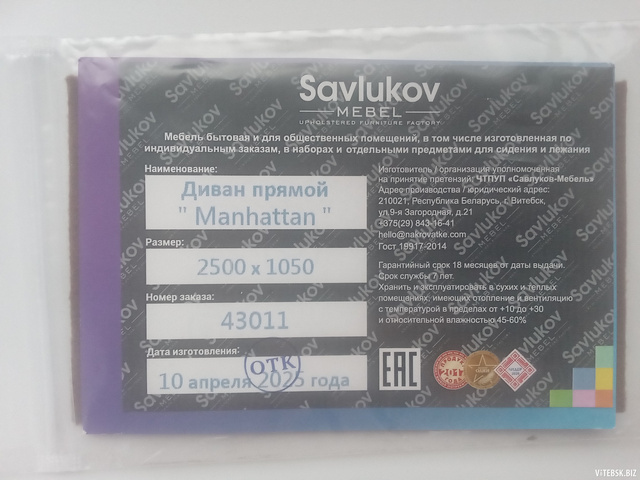 Savlukov
MEBEL
UPHOLSTERED FURNITURE FACTORY
Мебель бытовая и для общественных помещений, в том числе изготовленная по
индивидуальным заказам, в наборах и отдельными предметами для сидения и лежания
Наименование:
Диван прямой
" Manhattan "
Размер:
2500 x 1050
Номер заказа:
43011
Дата изготовления:
10 апреля 2025 года
ОТК
Изготовитель / организация уполномоченная
на принятие претензий: ЧТПУП «Савлуков-Мебель»
Адрес производства / юридический адрес:
210021, Республика Беларусь, г. Витебск,
ул.9-я Загородная, д.21
+375(29) 843-16-41
hello@nakrovatke.com
Гост 19917-2014
Гарантийный срок 18 месяцев от даты выдачи.
Срок службы 7 лет.
Хранить и эксплуатировать в сухих и теплых
помещениях, имеющих отопление и вентиляцию
с температурой в пределах от +10 до +30
и относительной влажностью 45-60%
EAC
ViTEBSK.BIZ